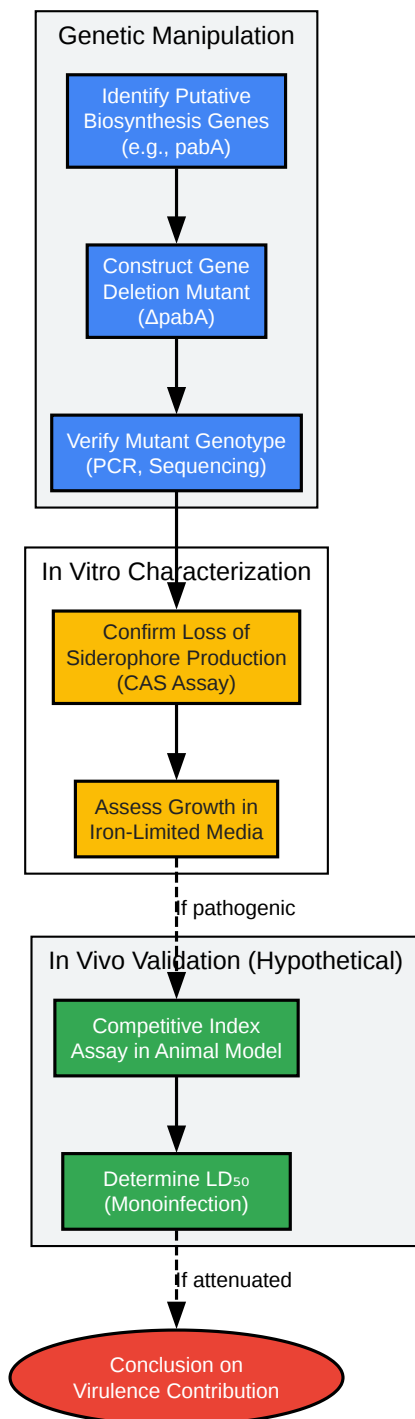 Genetic Manipulation
Identify Putative
Biosynthesis Genes
(e.g., pabA)
Construct Gene
Deletion Mutant
(ΔpabA)
Verify Mutant Genotype
(PCR, Sequencing)
In Vitro Characterization
Confirm Loss of
Siderophore Production
(CAS Assay)
Assess Growth in
Iron-Limited Media
If pathogenic
In Vivo Validation (Hypothetical)
Competitive Index
Assay in Animal Model
Determine LD₅₀
(Monoinfection)
If attenuated
Conclusion on
Virulence Contribution